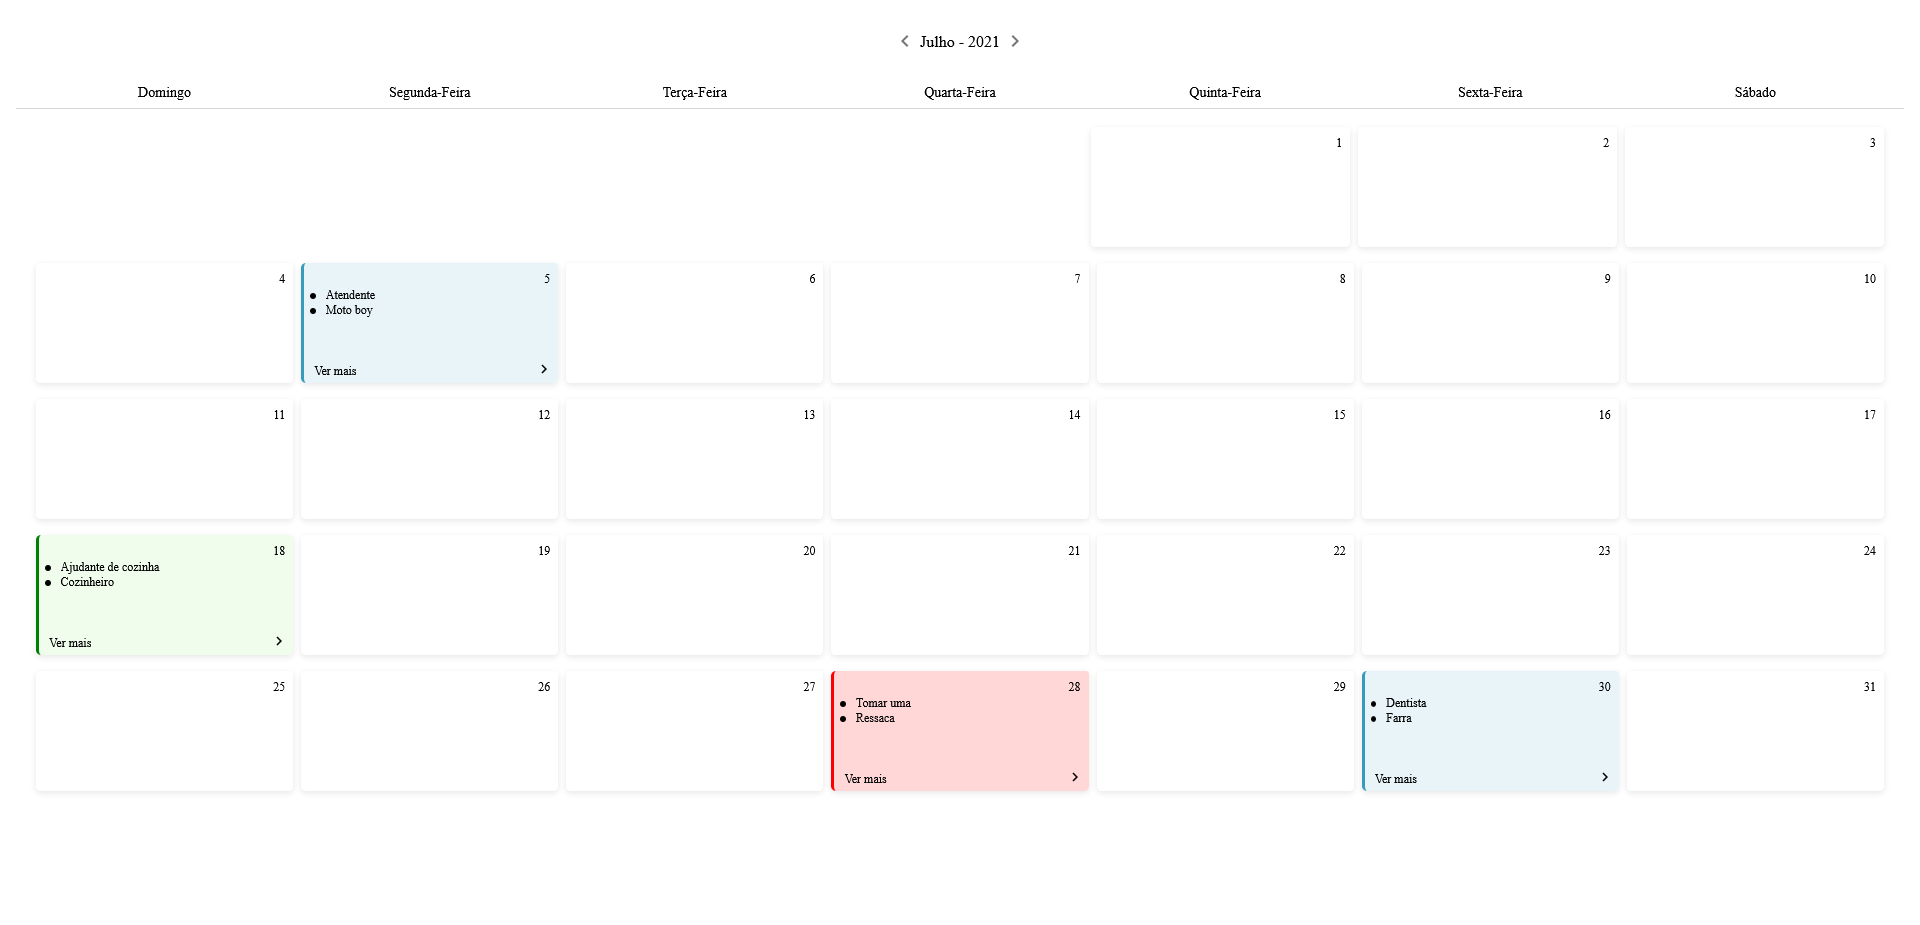 Julho - 2021
Domingo Segunda-Feira Terça-Feira Quarta-Feira Quinta-Feira Sexta-Feira Sábado
1 2 3
4 5 6 7 8 9 10
Atendente
Moto boy
Ver mais
11 12 13 14 15 16 17
18 19 20 21 22 23 24
Ajudante de cozinha
Cozinheiro
Ver mais
25 26 27 28 29 30 31
Tomar uma Dentista
Ressaca Farra
Ver mais Ver mais